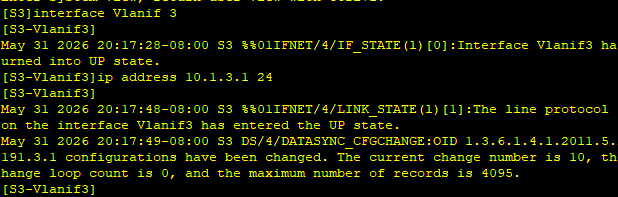 [S3]interface Vlanif 3
[S3-Vlanif3]
May 31 2026 20:17:28-08:00 S3 %%01IFNET/4/IF_STATE(l)[0]:Interface Vlanif3 ha
urned into UP state.
[S3-Vlanif3]ip address 10.1.3.1 24
[S3-Vlanif3]
May 31 2026 20:17:48-08:00 S3 %%01IFNET/4/LINK_STATE(l)[1]:The line protocol
on the interface Vlanif3 has entered the UP state.
May 31 2026 20:17:49-08:00 S3 DS/4/DATASYNC_CFGCHANGE:OID 1.3.6.1.4.1.2011.5.
191.3.1 configurations have been changed. The current change number is 10, th
hange loop count is 0, and the maximum number of records is 4095.
[S3-Vlanif3]